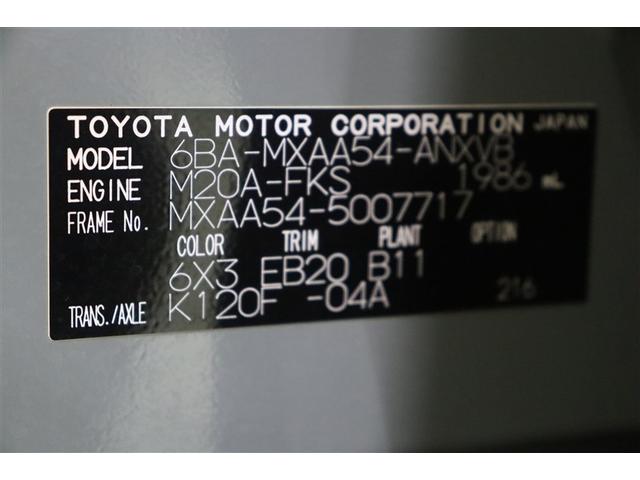 TOYOTA MOTOR CORPORATION JAPAN
MODEL 6BA-MXAA54-ANXVB
ENGINE M20A-FKS 1986 mL
FRAME No. MXAA54-5007717
COLOR TRIM PLANT OPTION
6X3 EB20 B11
TRANS./AXLE K120F -04A 216